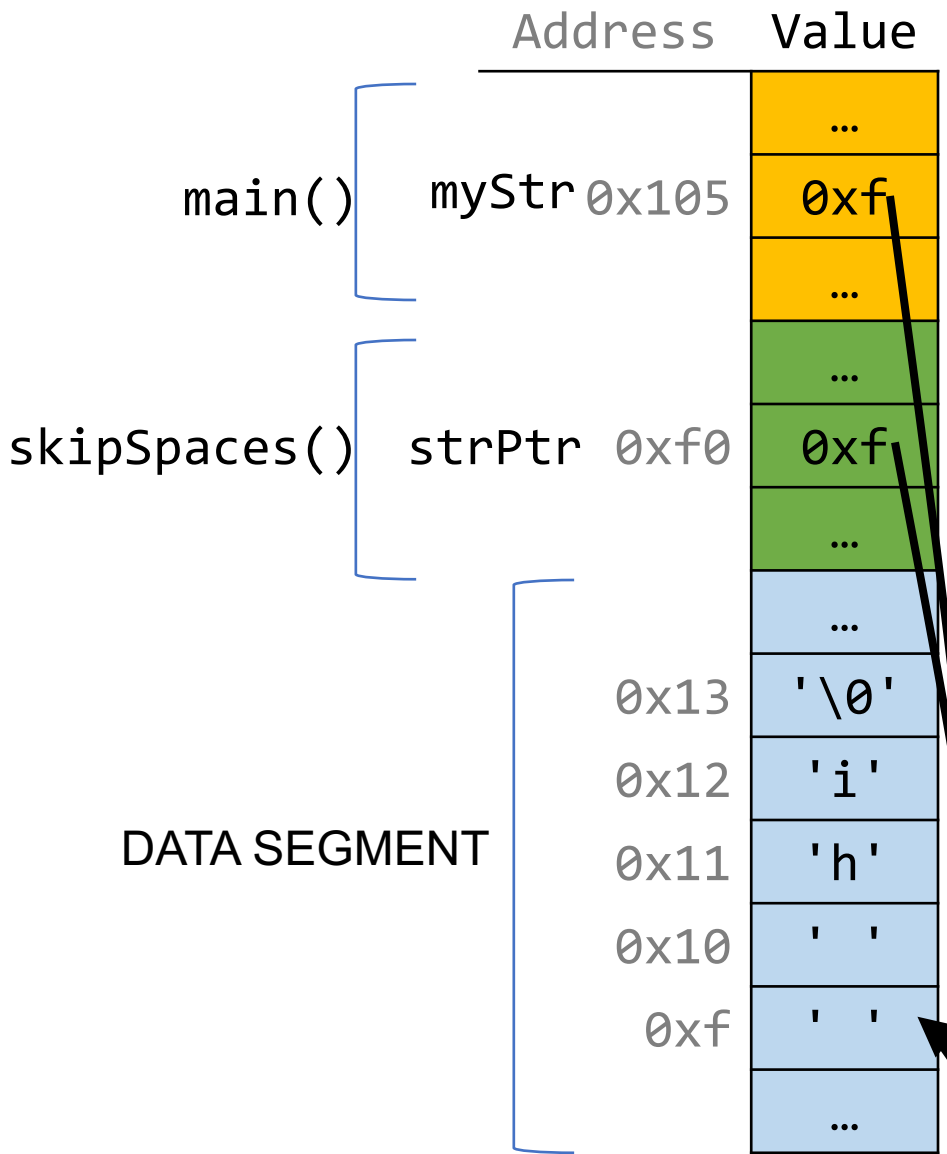 Address Value
…
main() myStr 0x105 0xf
…
…
skipSpaces() strPtr 0xf0 0xf
…
…
0x13 '\0'
0x12 'i'
DATA SEGMENT 0x11 'h'
0x10 ' '
0xf ' '
…